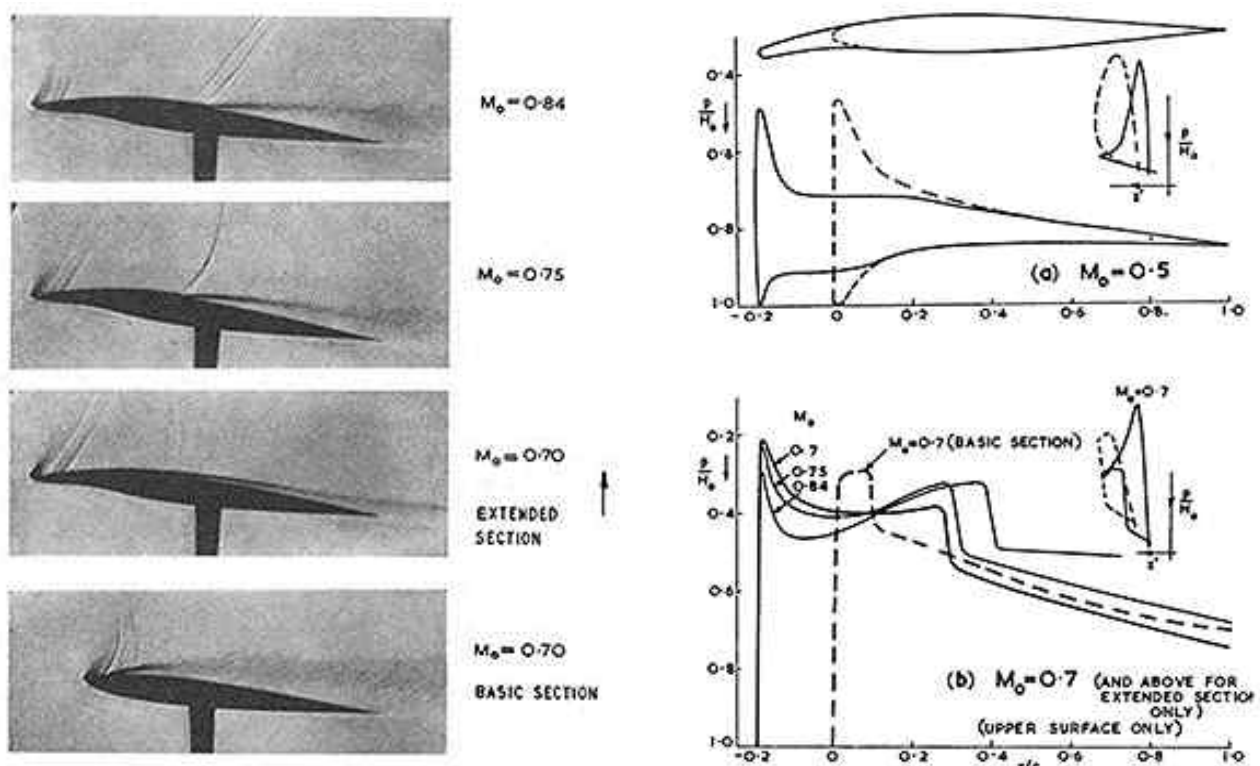 M₀ = 0·84
M₀ = 0·75
M₀ = 0·70
EXTENDED
SECTION
M₀ = 0·70
BASIC SECTION
0·4
0·6
0·8
1·0
P/H₀
P/H₀
(a) M₀ = 0·5
-0·2
0
0·2
0·4
0·6
0·8
1·0
M₀=0·7
M₀
0·7
0·75
0·84
M₀=0·7 (BASIC SECTION)
0·2
P/H₀
0·4
0·6
0·8
1·0
P/H₀
(b) M₀=0·7 (AND ABOVE FOR
EXTENDED SECTION
ONLY)
(UPPER SURFACE ONLY)
-0·2
0
0·2
0·4
0·6
0·8
1·0